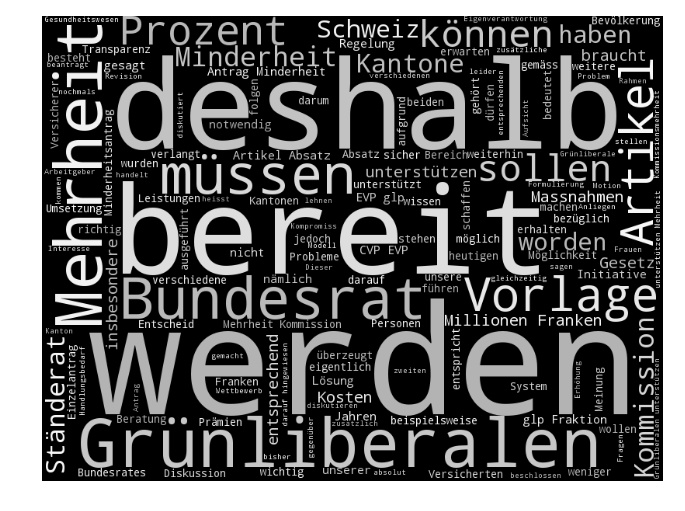 Gesundheitswesen
Prozent
Schweiz
können
Eigenverantwortung
Bevölkerung
haben
Transparenz
Minderheit
Regelung
erwarten
zusätzliche
besteht
gesagt
Kantone
gemäss
weitere
braucht
beantragt
Revision
Antrag Minderheit
verschiedenen
leider
Problem
Rahmen
Mehrheit
deshalb
Artikel
Versicherer
nochmals
diskutiert
folgen
darum
beiden
gehört
dürfen
entsprechenden
bedeutet
Aufsicht
notwendig
aufgrund
stellen
Kommissionsmehrheit
verlangt
Artikel Absatz
Absatz
sicher
Bereich
weiterhin
Grünliberale
Arbeitgeber
wurden
müssen
unterstützen
sollen
kommen
handelt
Minderheitsantrag
unterstützt
Formulierung
Motion
Umsetzung
Leistungen
heisst
Kantonen
lehnen
EVP glp
wissen
schaffen
Massnahmen
machen
Anliegen
bereit
richtig
ausgeführt
Kompromiss
erhalten
bezüglich
unterstützen Mehrheit
Interesse
insbesondere
nicht
jedoch
Modell
CVP EVP
stehen
möglich
worden
Frauen
Probleme
Dieser
heutigen
Möglichkeit
Gesetz
verschiedene
nämlich
darauf
unsere
gleichzeitig
sagen
Initiative
Bundesrat
führen
Vorlage
Kanton
Entscheid
Mehrheit Kommission
Personen
Millionen Franken
werden
Ständerat
Einzelantrag
Handlungsbedarf
gemacht
entsprechend
darauf hingewiesen
überzeugt
eigentlich
zweiten
entspricht
System
Erhöhung
Meinung
Kommission
Franken
Wettbewerb
Lösung
Kosten
Antrag
diskutieren
Jahren
Beratung
Prämien
zusätzlich
beispielsweise
glp Fraktion
wollen
Grünliberalen
bisher
gegenüber
Fragen
Grünliberalen unterstützen
Bundesrates
Diskussion
wichtig
unserer
absolut
Versicherten
beschlossen
weniger